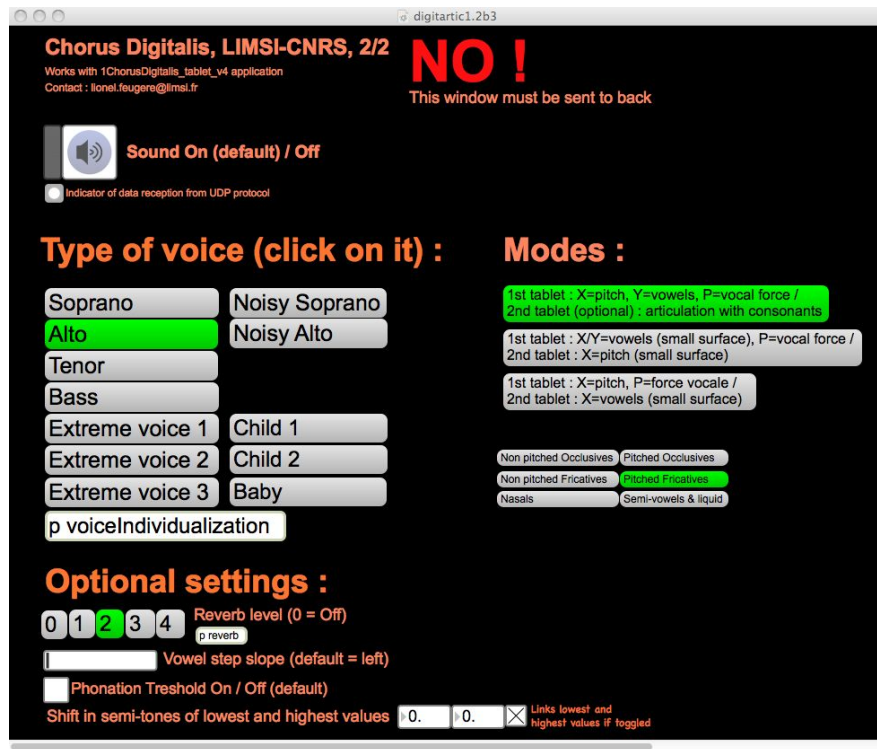 digitartic1.2b3
Chorus Digitalis, LIMSI-CNRS, 2/2
Works with 1ChorusDigitalis_tablet_v4 application
Contact : lionel.feugere@limsi.fr
NO !
This window must be sent to back
Sound On (default) / Off
Indicator of data reception from UDP protocol
Type of voice (click on it) :
Soprano
Noisy Soprano
Alto
Noisy Alto
Tenor
Bass
Extreme voice 1
Child 1
Extreme voice 2
Child 2
Extreme voice 3
Baby
p voiceIndividualization
Modes :
1st tablet : X=pitch, Y=vowels, P=vocal force /
2nd tablet (optional) : articulation with consonants
1st tablet : X/Y=vowels (small surface), P=vocal force /
2nd tablet : X=pitch (small surface)
1st tablet : X=pitch, P=force vocale /
2nd tablet : X=vowels (small surface)
Non pitched Occlusives
Pitched Occlusives
Non pitched Fricatives
Pitched Fricatives
Nasals
Semi-vowels & liquid
Optional settings :
0 1 2 3 4
Reverb level (0 = Off)
p reverb
Vowel step slope (default = left)
Phonation Treshold On / Off (default)
Shift in semi-tones of lowest and highest values
0.
0.
Links lowest and
highest values if toggled